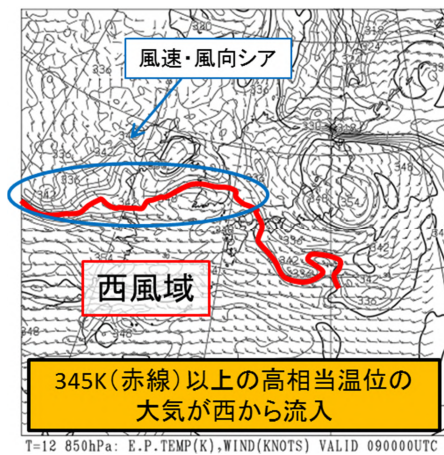 風速・風向シア
西風域
345K(赤線)以上の高相当温位の
大気が西から流入
T=12 850hPa: E.P.TEMP(K),WIND(KNOTS) VALID 090000UTC